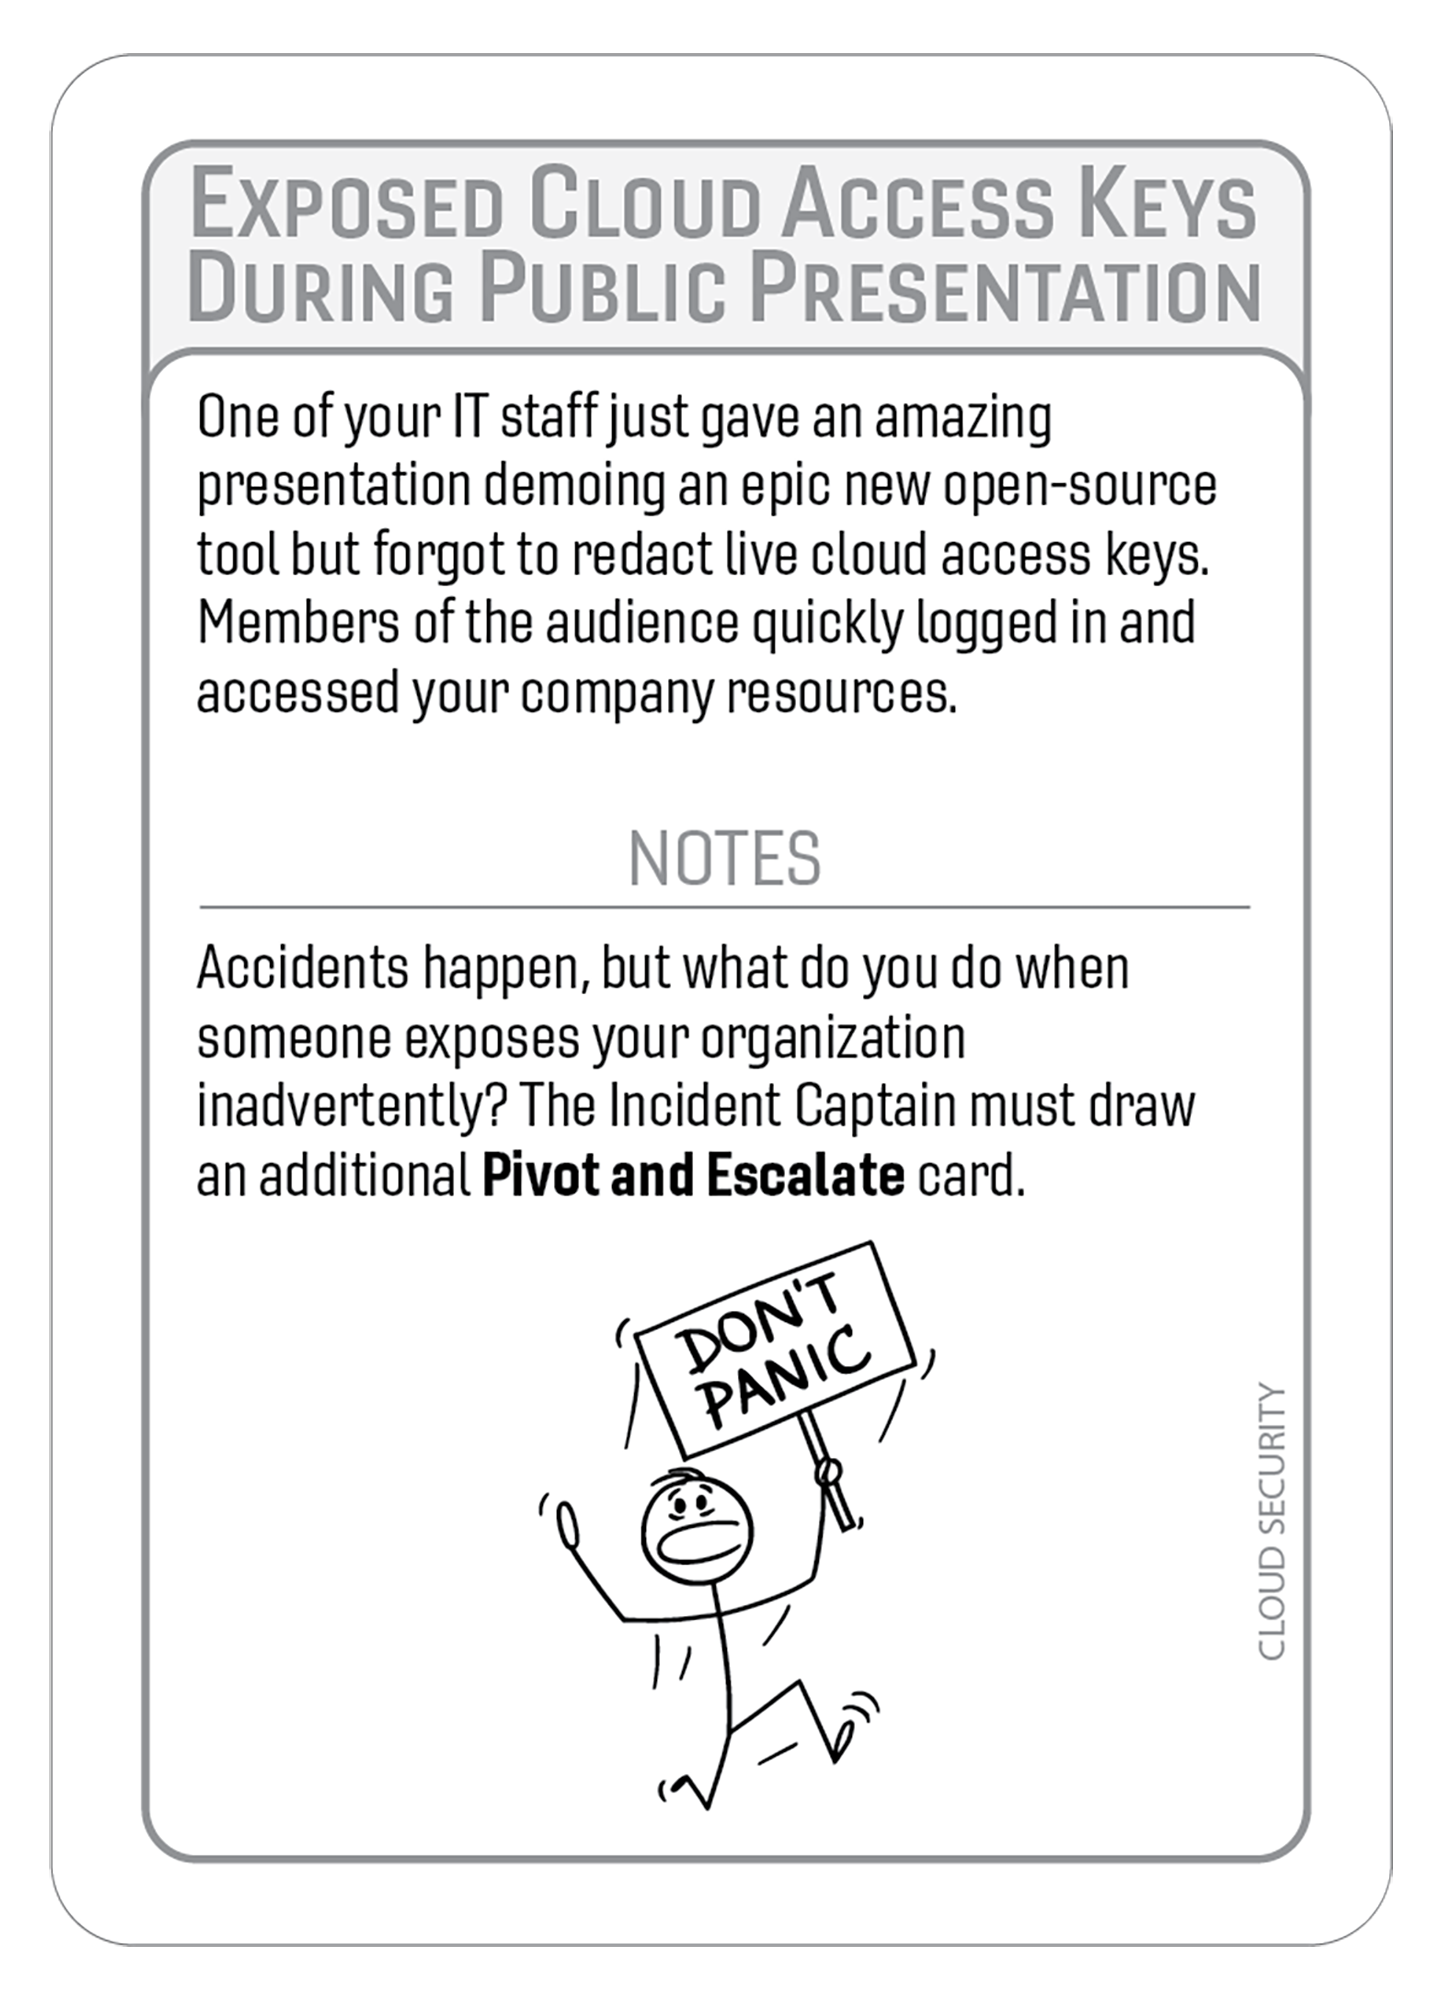 Exposed Cloud Access Keys
During Public Presentation
One of your IT staff just gave an amazing
presentation demoing an epic new open-source
tool but forgot to redact live cloud access keys.
Members of the audience quickly logged in and
accessed your company resources.
NOTES
Accidents happen, but what do you do when
someone exposes your organization
inadvertently? The Incident Captain must draw
an additional Pivot and Escalate card.
DON'T
PANIC
CLOUD SECURITY